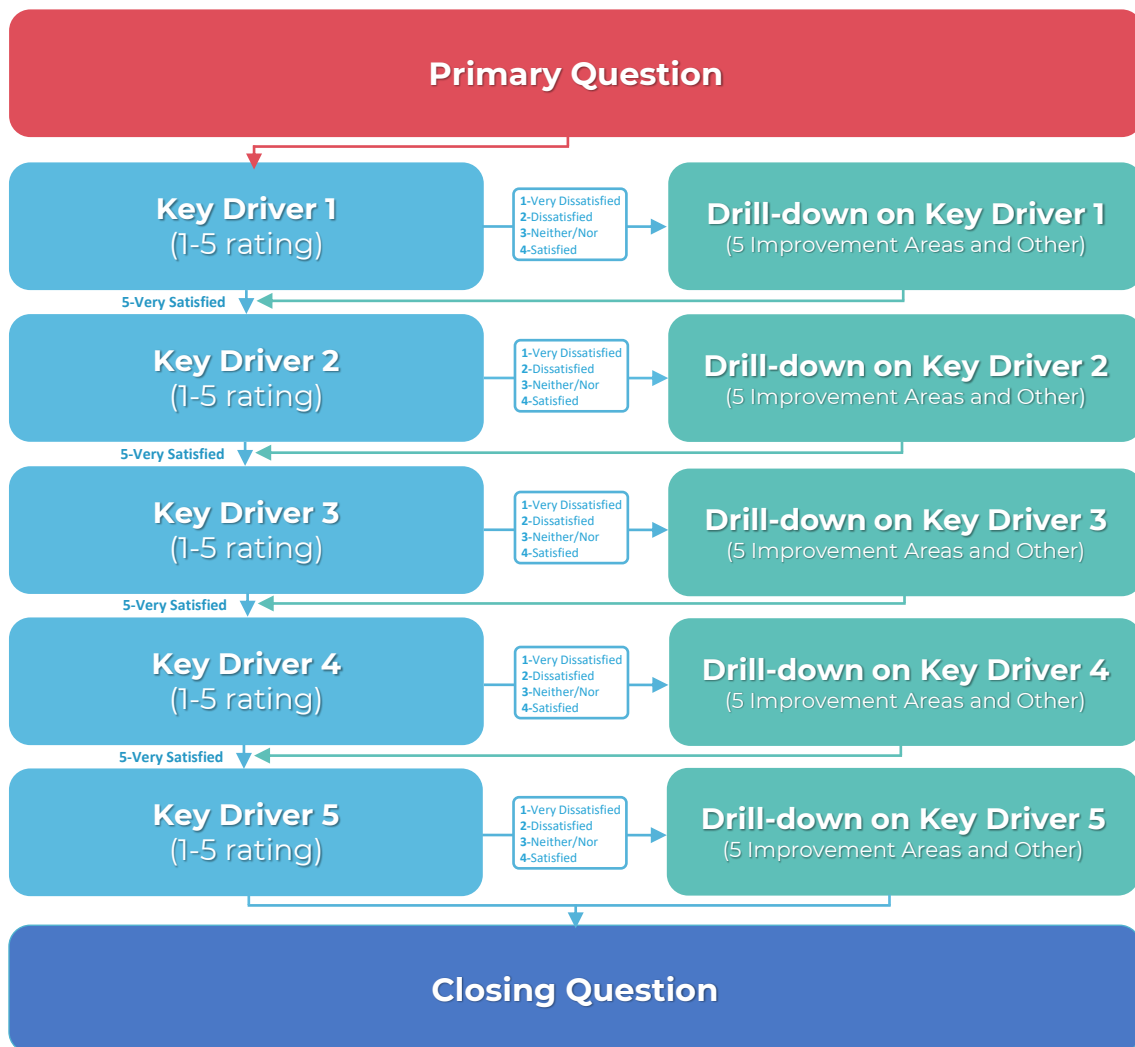 Primary Question
Key Driver 1
(1-5 rating)
1-Very Dissatisfied
2-Dissatisfied
3-Neither/Nor
4-Satisfied
Drill-down on Key Driver 1
(5 Improvement Areas and Other)
5-Very Satisfied
Key Driver 2
(1-5 rating)
1-Very Dissatisfied
2-Dissatisfied
3-Neither/Nor
4-Satisfied
Drill-down on Key Driver 2
(5 Improvement Areas and Other)
5-Very Satisfied
Key Driver 3
(1-5 rating)
1-Very Dissatisfied
2-Dissatisfied
3-Neither/Nor
4-Satisfied
Drill-down on Key Driver 3
(5 Improvement Areas and Other)
5-Very Satisfied
Key Driver 4
(1-5 rating)
1-Very Dissatisfied
2-Dissatisfied
3-Neither/Nor
4-Satisfied
Drill-down on Key Driver 4
(5 Improvement Areas and Other)
5-Very Satisfied
Key Driver 5
(1-5 rating)
1-Very Dissatisfied
2-Dissatisfied
3-Neither/Nor
4-Satisfied
Drill-down on Key Driver 5
(5 Improvement Areas and Other)
Closing Question